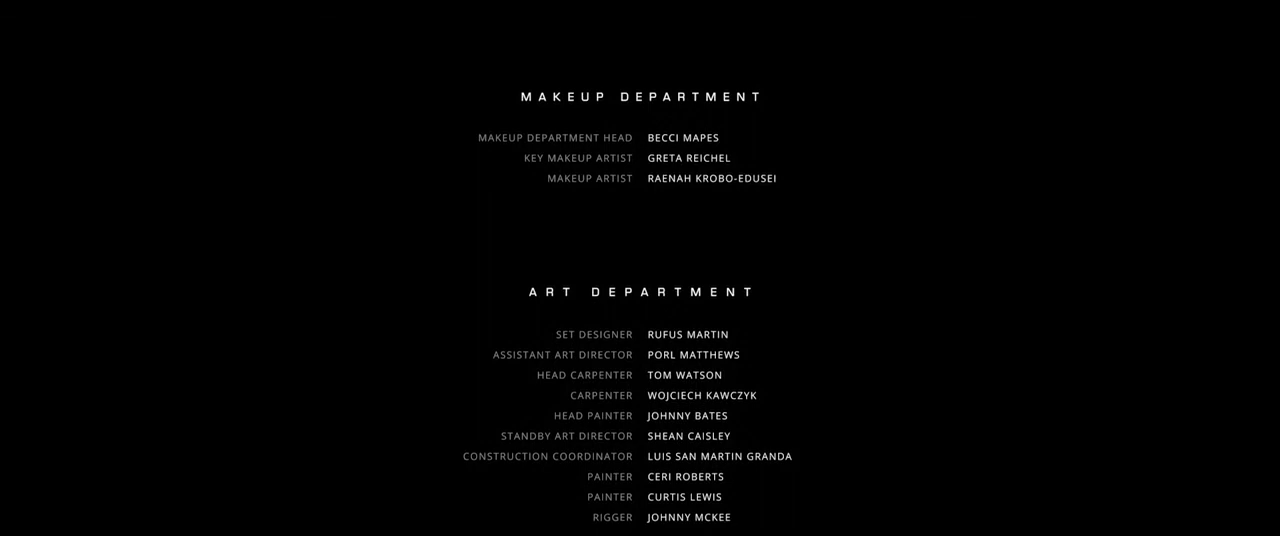 MAKEUP DEPARTMENT
MAKEUP DEPARTMENT HEAD BECCI MAPES
KEY MAKEUP ARTIST GRETA REICHEL
MAKEUP ARTIST RAENAH KROBO-EDUSEI
ART DEPARTMENT
SET DESIGNER RUFUS MARTIN
ASSISTANT ART DIRECTOR PORL MATTHEWS
HEAD CARPENTER TOM WATSON
CARPENTER WOJCIECH KAWCZYK
HEAD PAINTER JOHNNY BATES
STANDBY ART DIRECTOR SHEAN CAISLEY
CONSTRUCTION COORDINATOR LUIS SAN MARTIN GRANDA
PAINTER CERI ROBERTS
PAINTER CURTIS LEWIS
RIGGER JOHNNY MCKEE